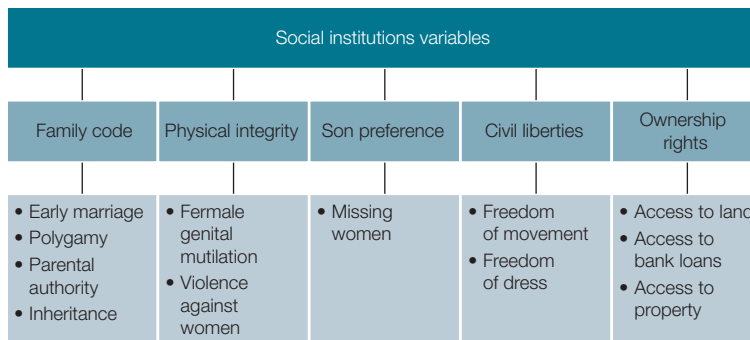 Social institutions variables
Family code
Physical integrity
Son preference
Civil liberties
Ownership
rights
• Early marriage
• Polygamy
• Parental
authority
• Inheritance
• Fermale
genital
mutilation
• Violence
against
women
• Missing
women
• Freedom
of movement
• Freedom
of dress
• Access to land
• Access to
bank loans
• Access to
property